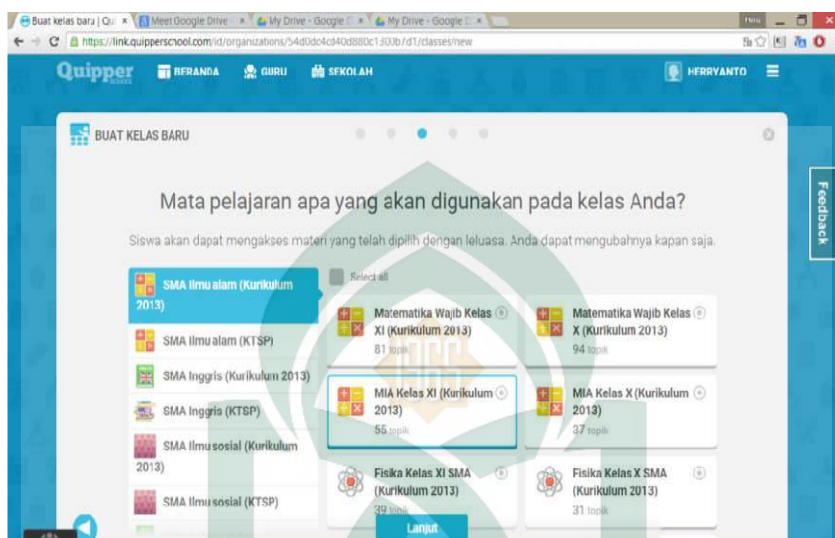 Buat kelas baru | Qui
Meet Google Drive -
My Drive - Google D
My Drive - Google D
https://link.quipperschool.com/id/organizations/54d0dc4cd40d880c1300b7d1/classes/new
Quipper
BERANDA
GURU
SEKOLAH
HERRYANTO
BUAT KELAS BARU
Feedback
Mata pelajaran apa yang akan digunakan pada kelas Anda?
Siswa akan dapat mengakses materi yang telah dipilih dengan leluasa. Anda dapat mengubahnya kapan saja.
SMA Ilmu alam (Kurikulum
2013)
SMA Ilmu alam (KTSP)
SMA Inggris (Kurikulum 2013)
SMA Inggris (KTSP)
SMA Ilmu sosial (Kurikulum
2013)
SMA Ilmu sosial (KTSP)
Select all
Matematika Wajib Kelas
XI (Kurikulum 2013)
81 topik
Matematika Wajib Kelas
X (Kurikulum 2013)
94 topik
MIA Kelas XI (Kurikulum
2013)
55 topik
MIA Kelas X (Kurikulum
2013)
37 topik
Fisika Kelas XI SMA
(Kurikulum 2013)
39 topik
Fisika Kelas X SMA
(Kurikulum 2013)
31 topik
Lanjut